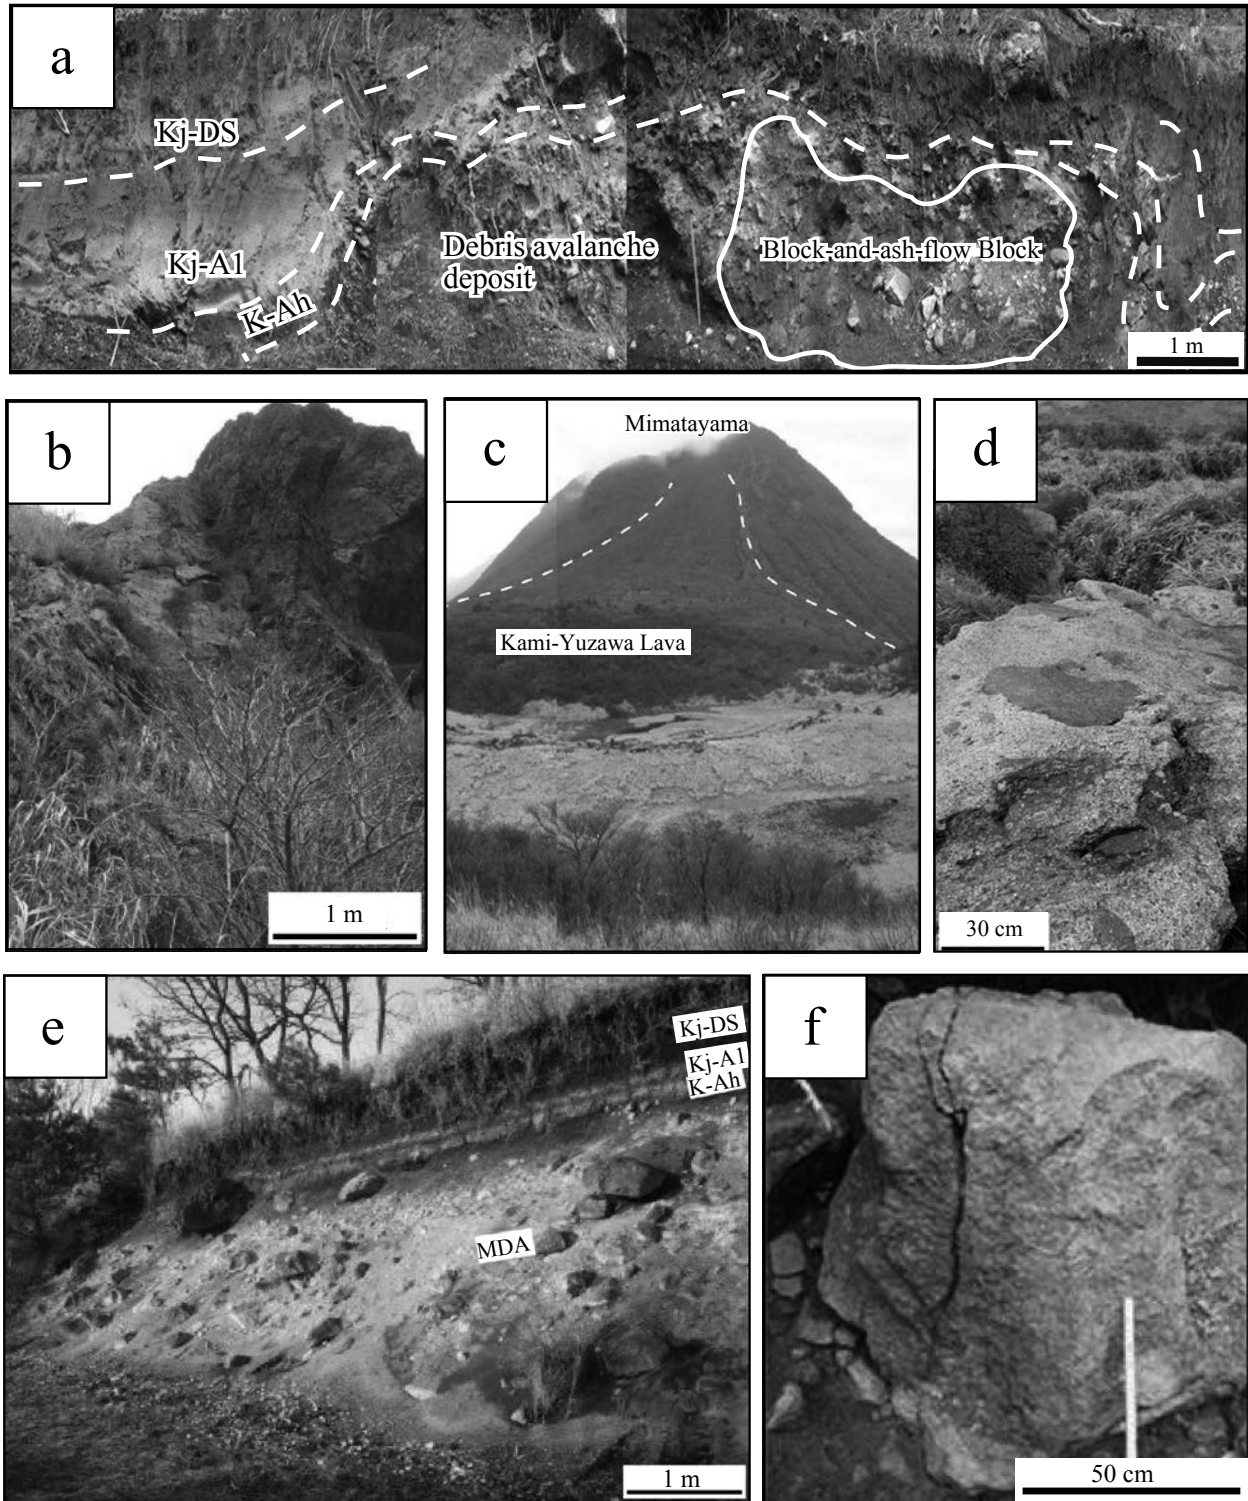 a
Kj-DS
Kj-A1
K-Ah
Debris avalanche
deposit
Block-and-ash-flow Block
1 m
b
1 m
c
Mimatayama
Kami-Yuzawa Lava
d
30 cm
e
Kj-DS
Kj-A1
K-Ah
MDA
1 m
f
50 cm